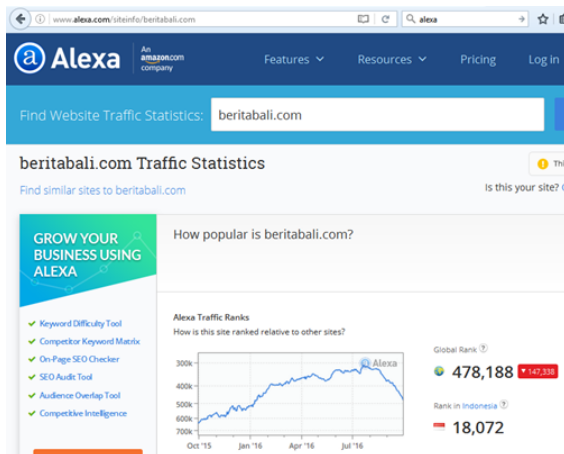 www.alexa.com/siteinfo/beritabali.com
alexa
a Alexa
An
amazon.com
company
Features
Resources
Pricing
Log in
Find Website Traffic Statistics:
beritabali.com
beritabali.com Traffic Statistics
Thi
Find similar sites to beritabali.com
Is this your site?
GROW YOUR
BUSINESS USING
ALEXA
Keyword Difficulty Tool
Competitor Keyword Matrix
On-Page SEO Checker
SEO Audit Tool
Audience Overlap Tool
Competitive Intelligence
How popular is beritabali.com?
Alexa Traffic Ranks
How is this site ranked relative to other sites?
a Alexa
300k
400k
500k
600k
700k
Oct '15
Jan '16
Apr '16
Jul '16
Global Rank ?
478,188
147,338
Rank in Indonesia ?
18,072